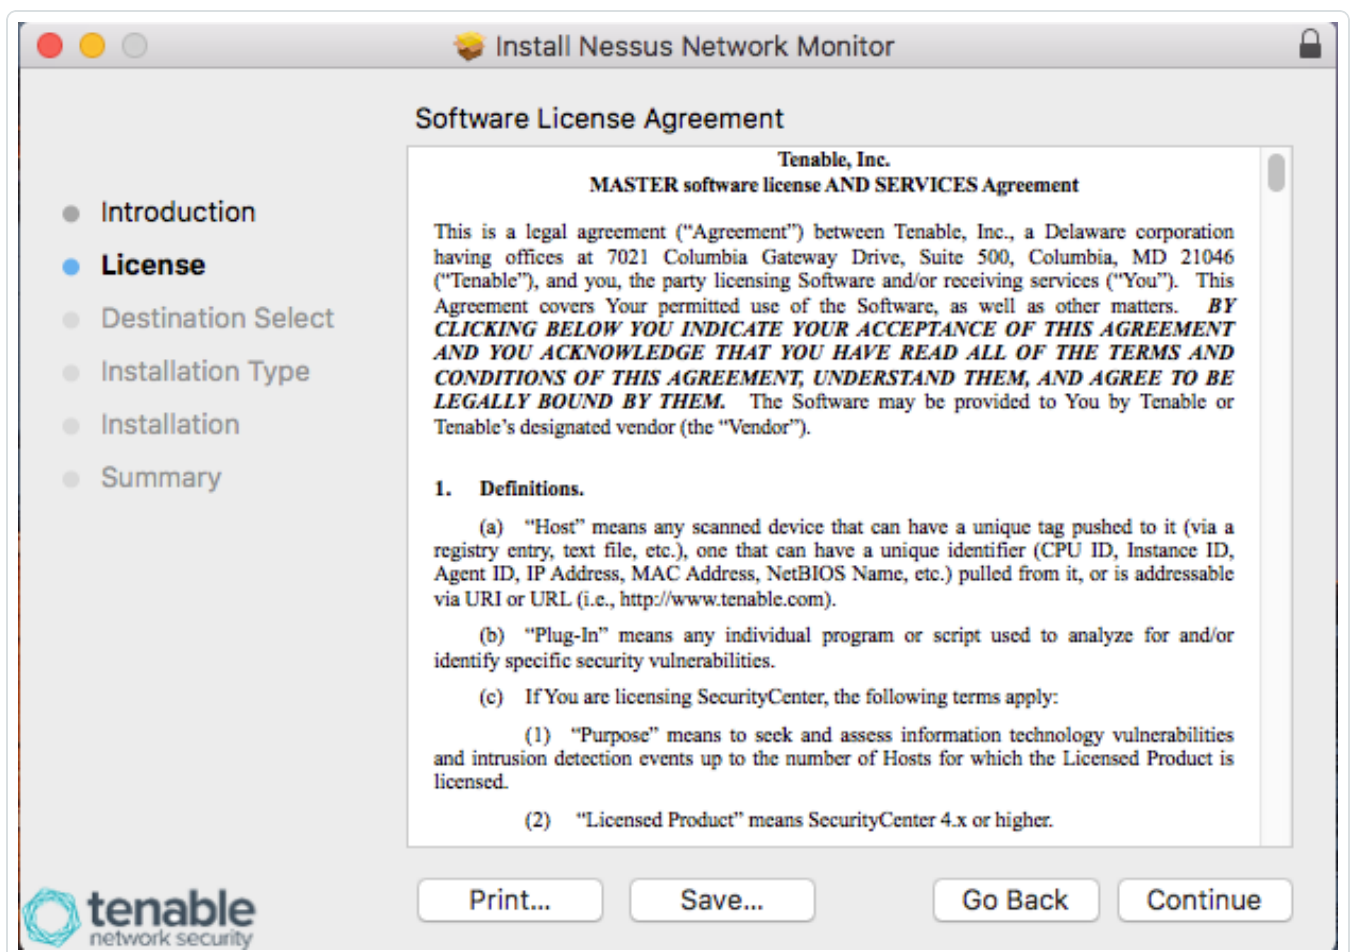 Install Nessus Network Monitor
Software License Agreement
Introduction
License
Destination Select
Installation Type
Installation
Summary
Tenable, Inc.
MASTER software license AND SERVICES Agreement
This is a legal agreement (“Agreement”) between Tenable, Inc., a Delaware corporation
having offices at 7021 Columbia Gateway Drive, Suite 500, Columbia, MD 21046
(“Tenable”), and you, the party licensing Software and/or receiving services (“You”). This
Agreement covers Your permitted use of the Software, as well as other matters. BY
CLICKING BELOW YOU INDICATE YOUR ACCEPTANCE OF THIS AGREEMENT
AND YOU ACKNOWLEDGE THAT YOU HAVE READ ALL OF THE TERMS AND
CONDITIONS OF THIS AGREEMENT, UNDERSTAND THEM, AND AGREE TO BE
LEGALLY BOUND BY THEM. The Software may be provided to You by Tenable or
Tenable’s designated vendor (the “Vendor”).
1. Definitions.
(a) “Host” means any scanned device that can have a unique tag pushed to it (via a
registry entry, text file, etc.), one that can have a unique identifier (CPU ID, Instance ID,
Agent ID, IP Address, MAC Address, NetBIOS Name, etc.) pulled from it, or is addressable
via URI or URL (i.e., http://www.tenable.com).
(b) “Plug-In” means any individual program or script used to analyze for and/or
identify specific security vulnerabilities.
(c) If You are licensing SecurityCenter, the following terms apply:
(1) “Purpose” means to seek and assess information technology vulnerabilities
and intrusion detection events up to the number of Hosts for which the Licensed Product is
licensed.
(2) “Licensed Product” means SecurityCenter 4.x or higher.
tenable
network security
Print...
Save...
Go Back
Continue